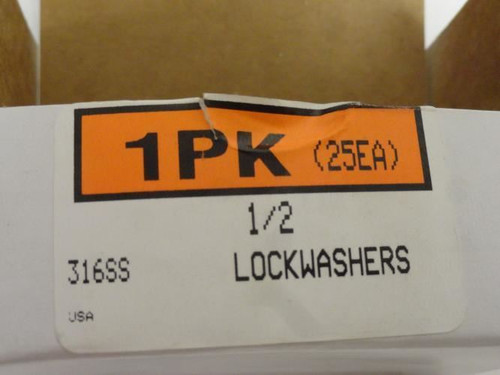 1PK (25EA)
1/2
316SS LOCKWASHERS
USA